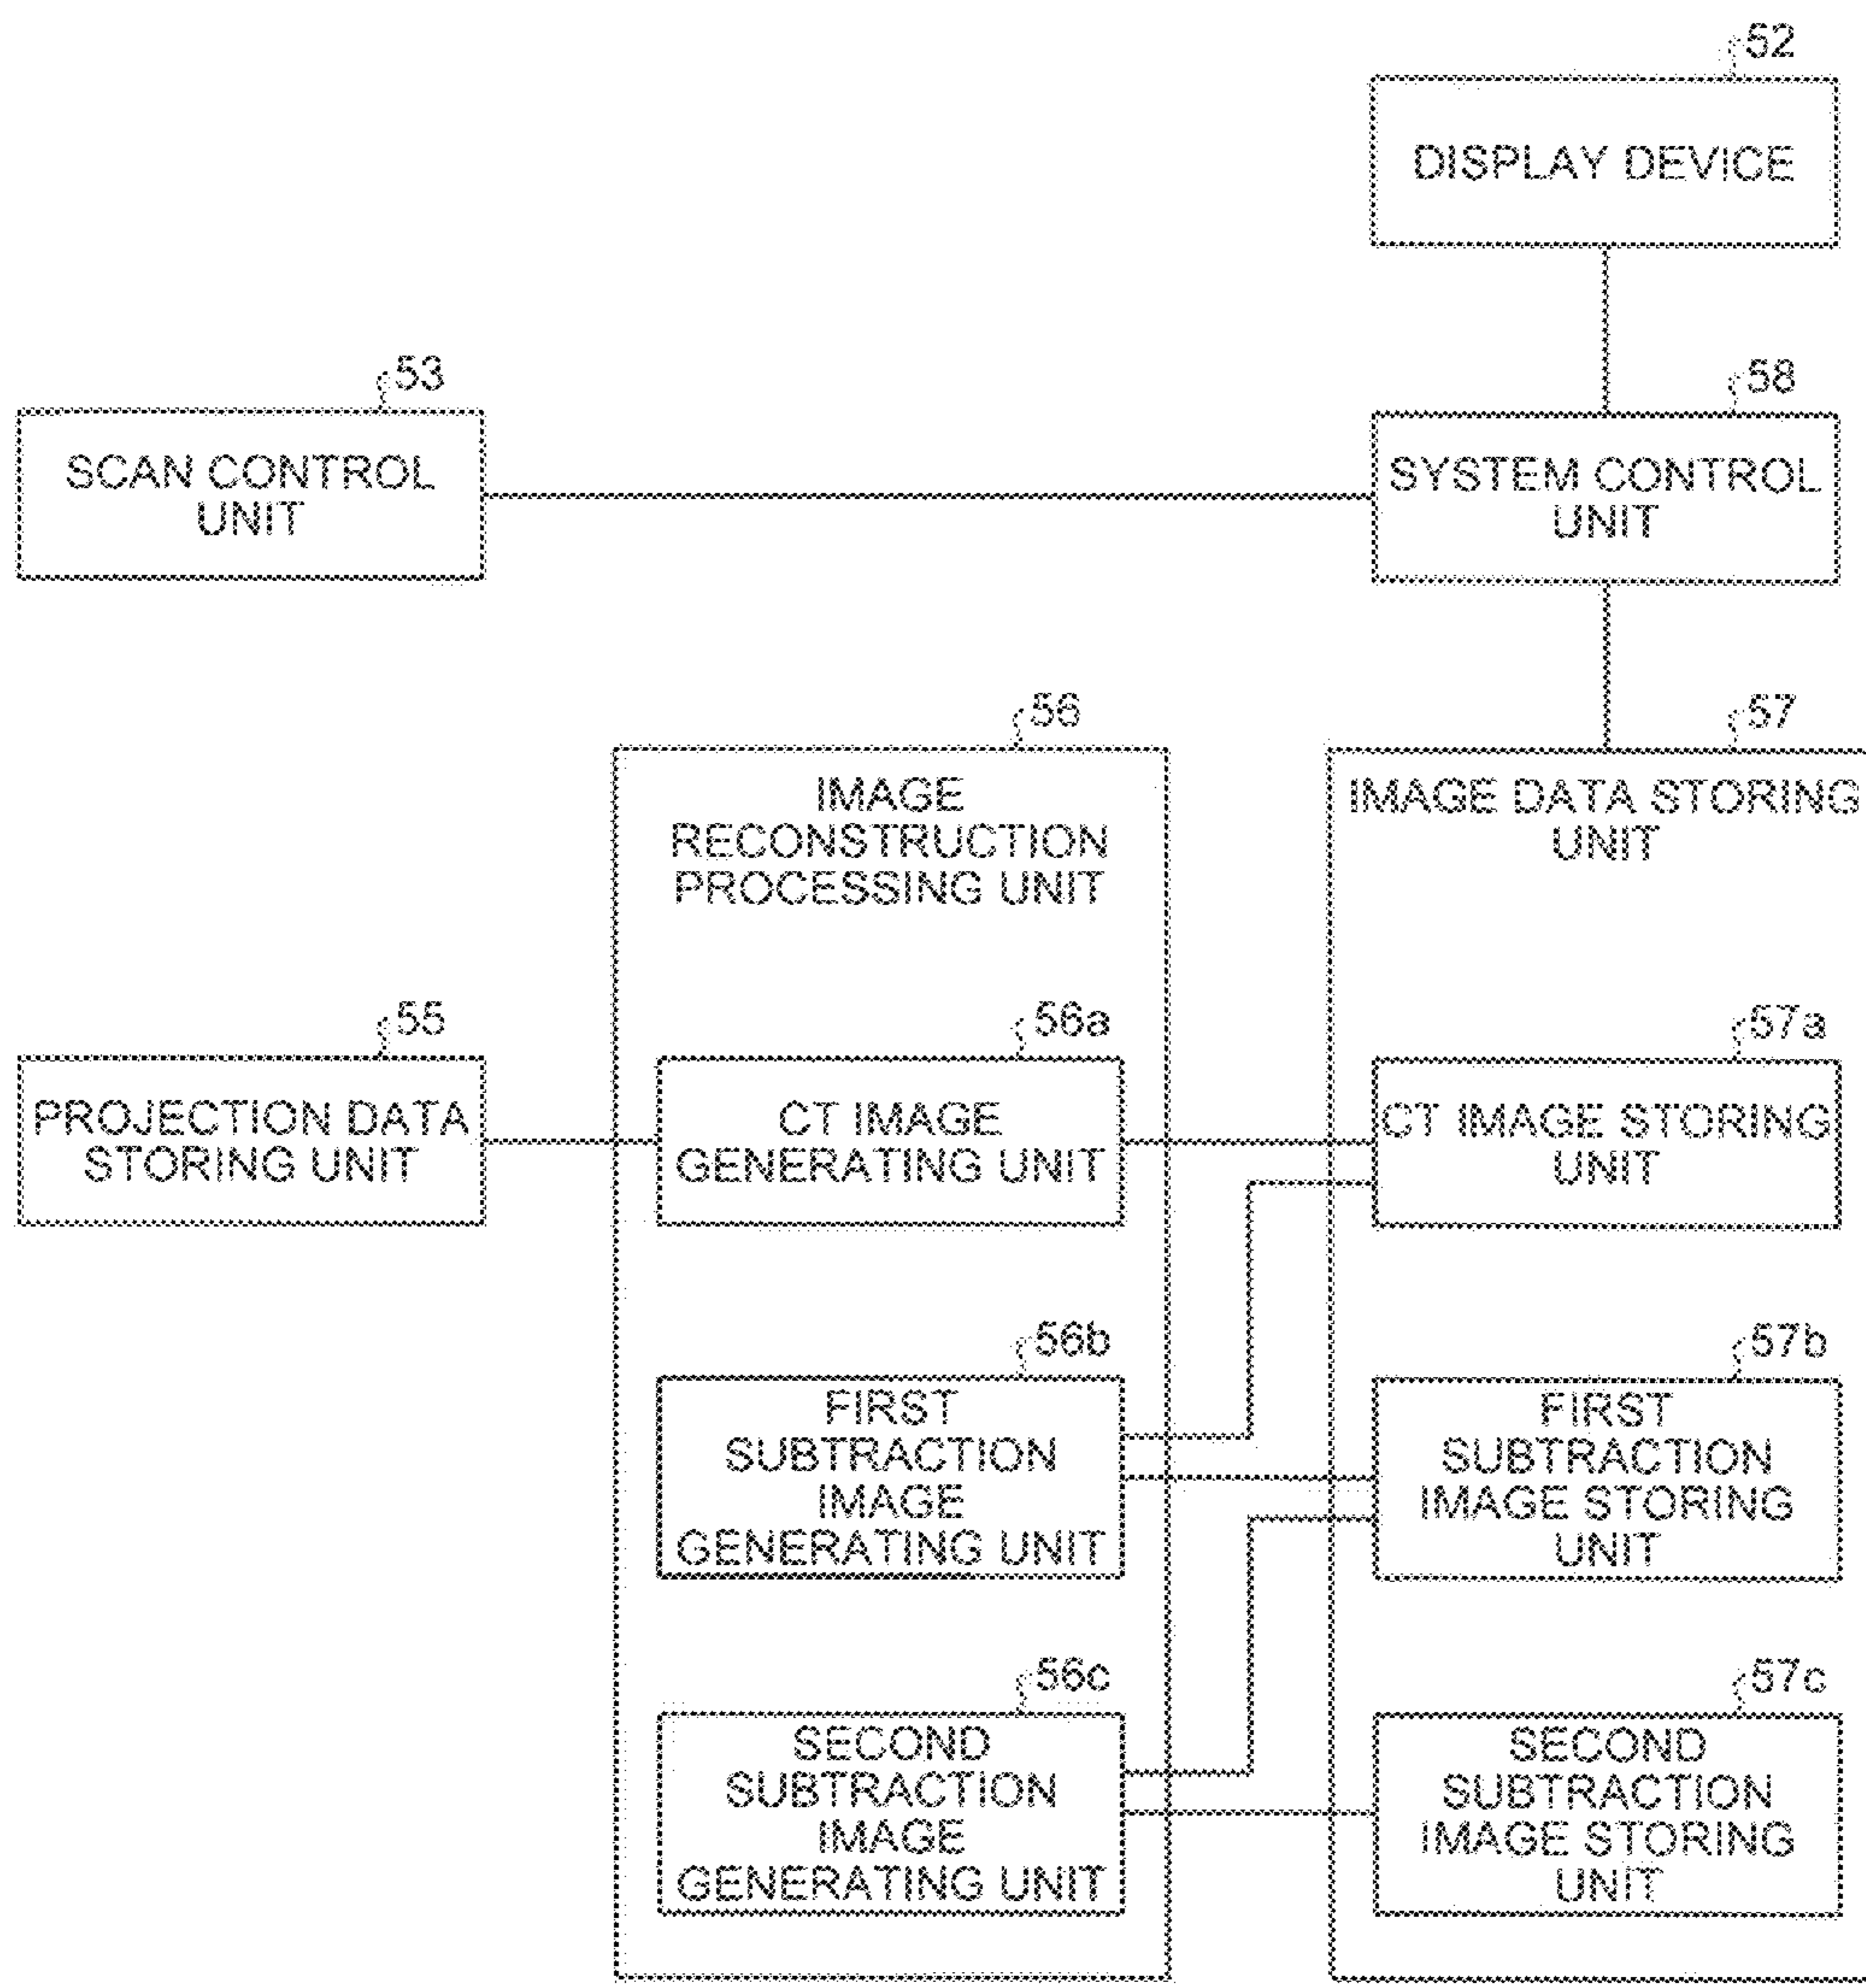 52
DISPLAY DEVICE
53
SCAN CONTROL
UNIT
58
SYSTEM CONTROL
UNIT
56
IMAGE
RECONSTRUCTION
PROCESSING UNIT
57
IMAGE DATA STORING
UNIT
55
PROJECTION DATA
STORING UNIT
56a
CT IMAGE
GENERATING UNIT
57a
CT IMAGE STORING
UNIT
56b
FIRST
SUBTRACTION
IMAGE
GENERATING UNIT
57b
FIRST
SUBTRACTION
IMAGE STORING
UNIT
56c
SECOND
SUBTRACTION
IMAGE
GENERATING UNIT
57c
SECOND
SUBTRACTION
IMAGE STORING
UNIT